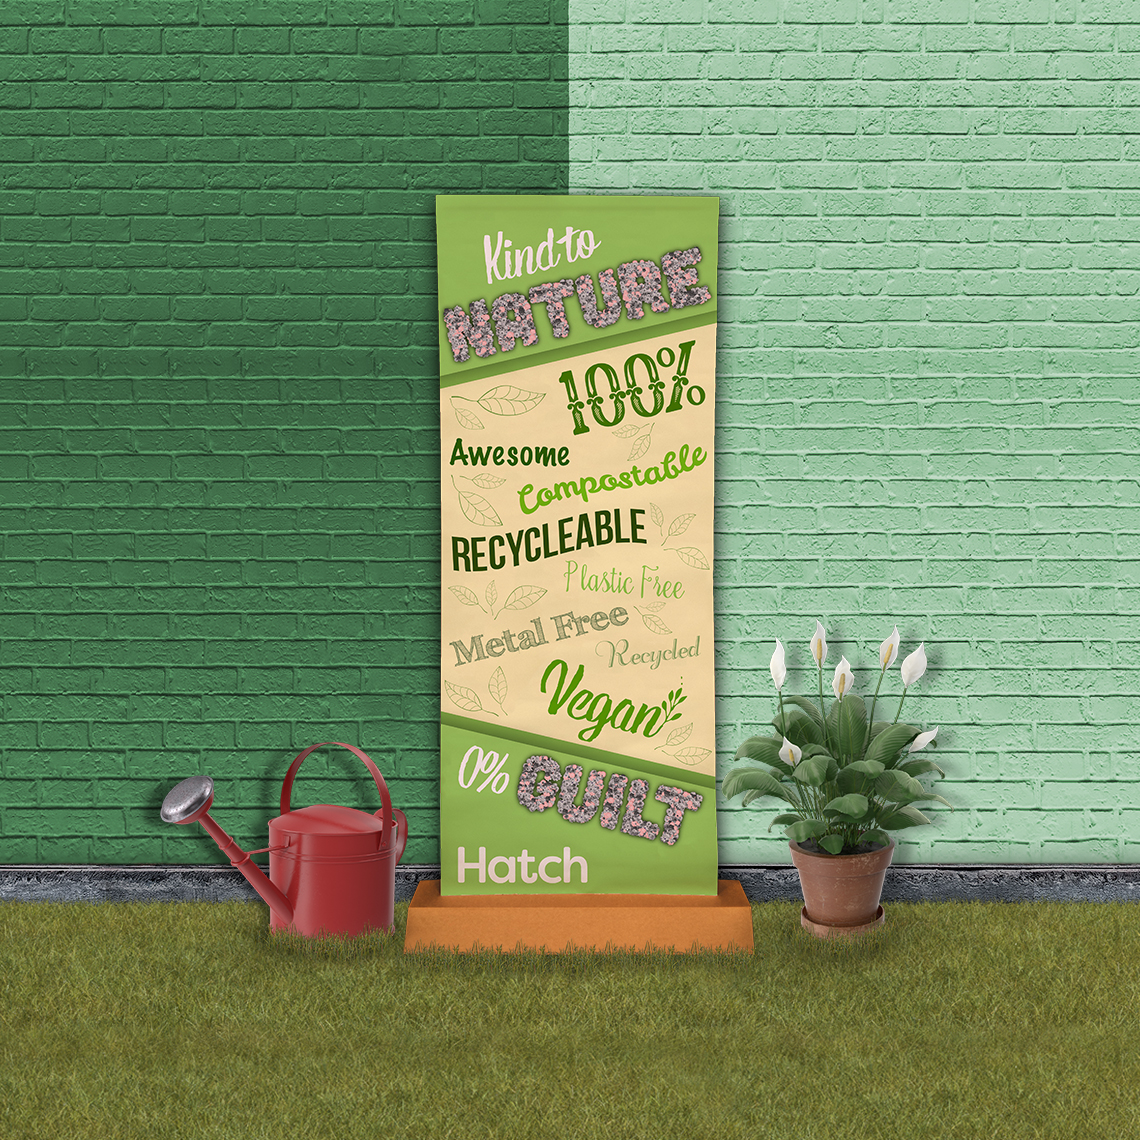 Kind to
NATURE
100%
Awesome
Compostable
RECYCLEABLE
Plastic Free
Metal Free
Recycled
Vegan
0% GUILT
Hatch